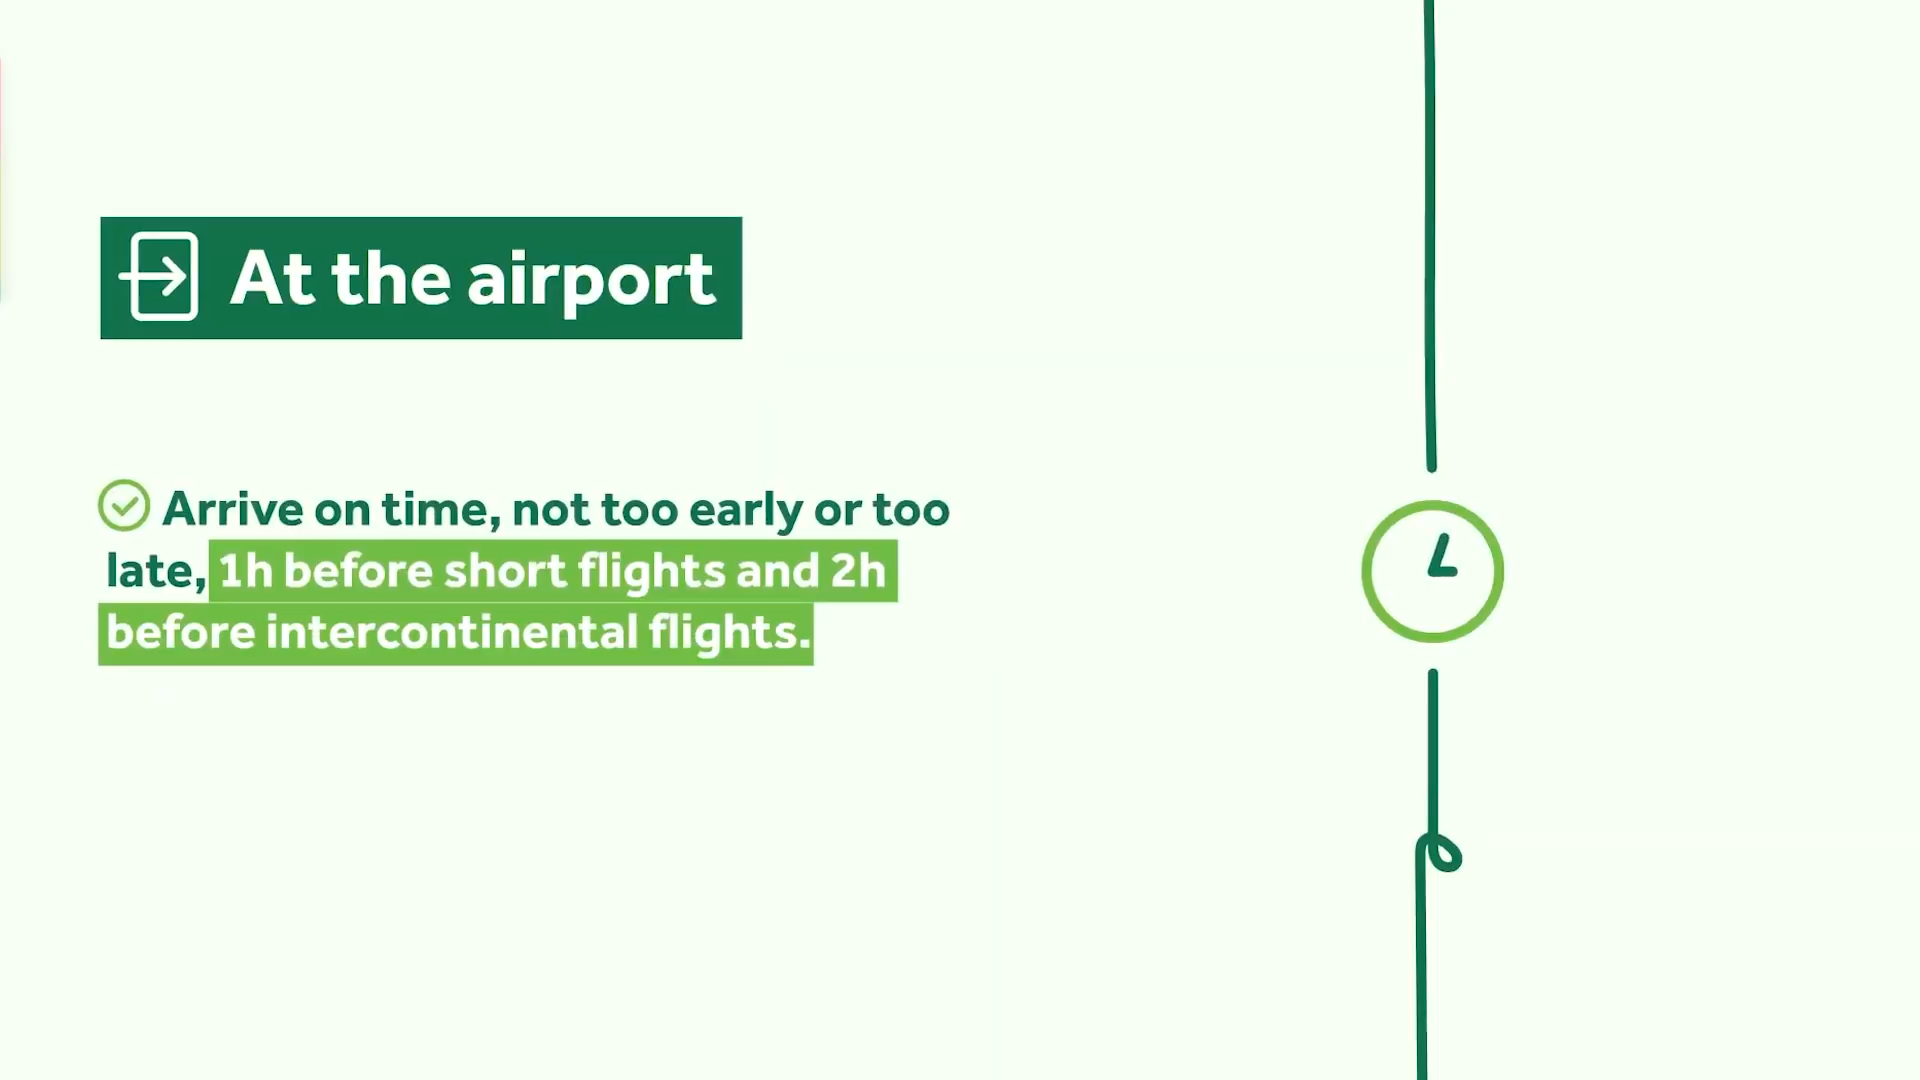 At the airport
Arrive on time, not too early or too
late, 1h before short flights and 2h
before intercontinental flights.